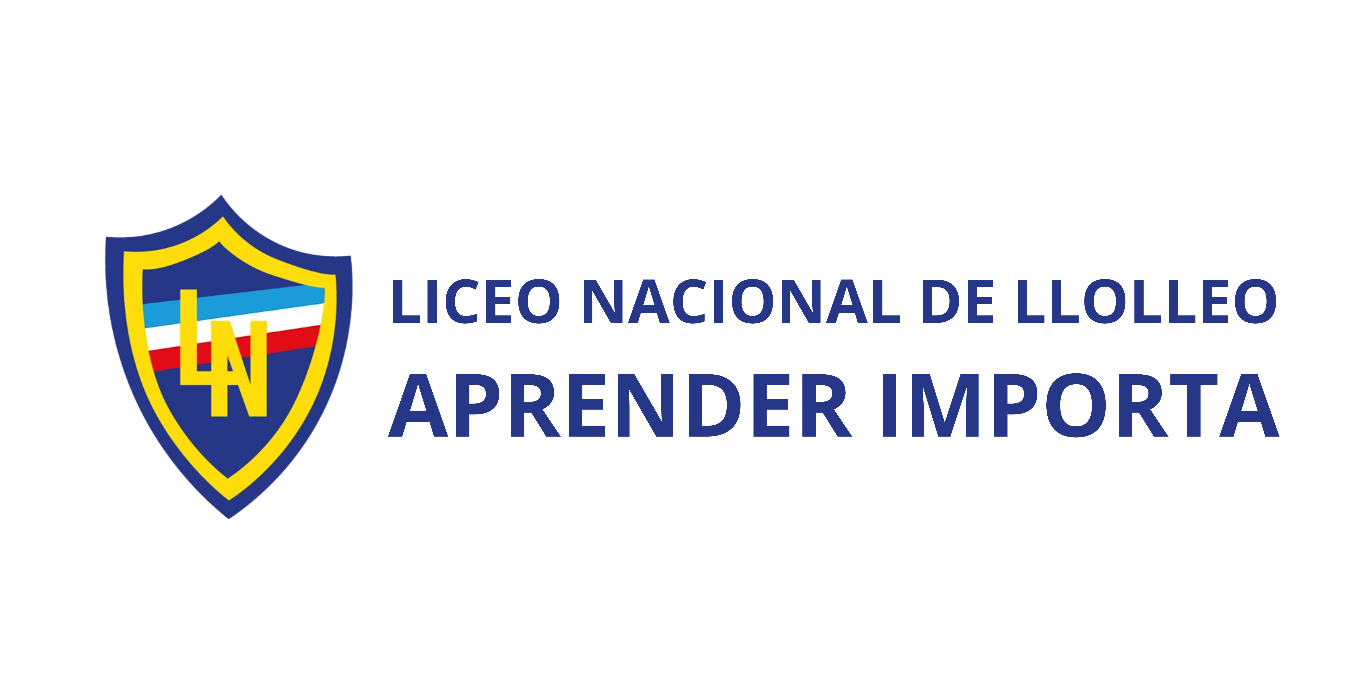 LN
LICEO NACIONAL DE LLOLLEO
APRENDER IMPORTA